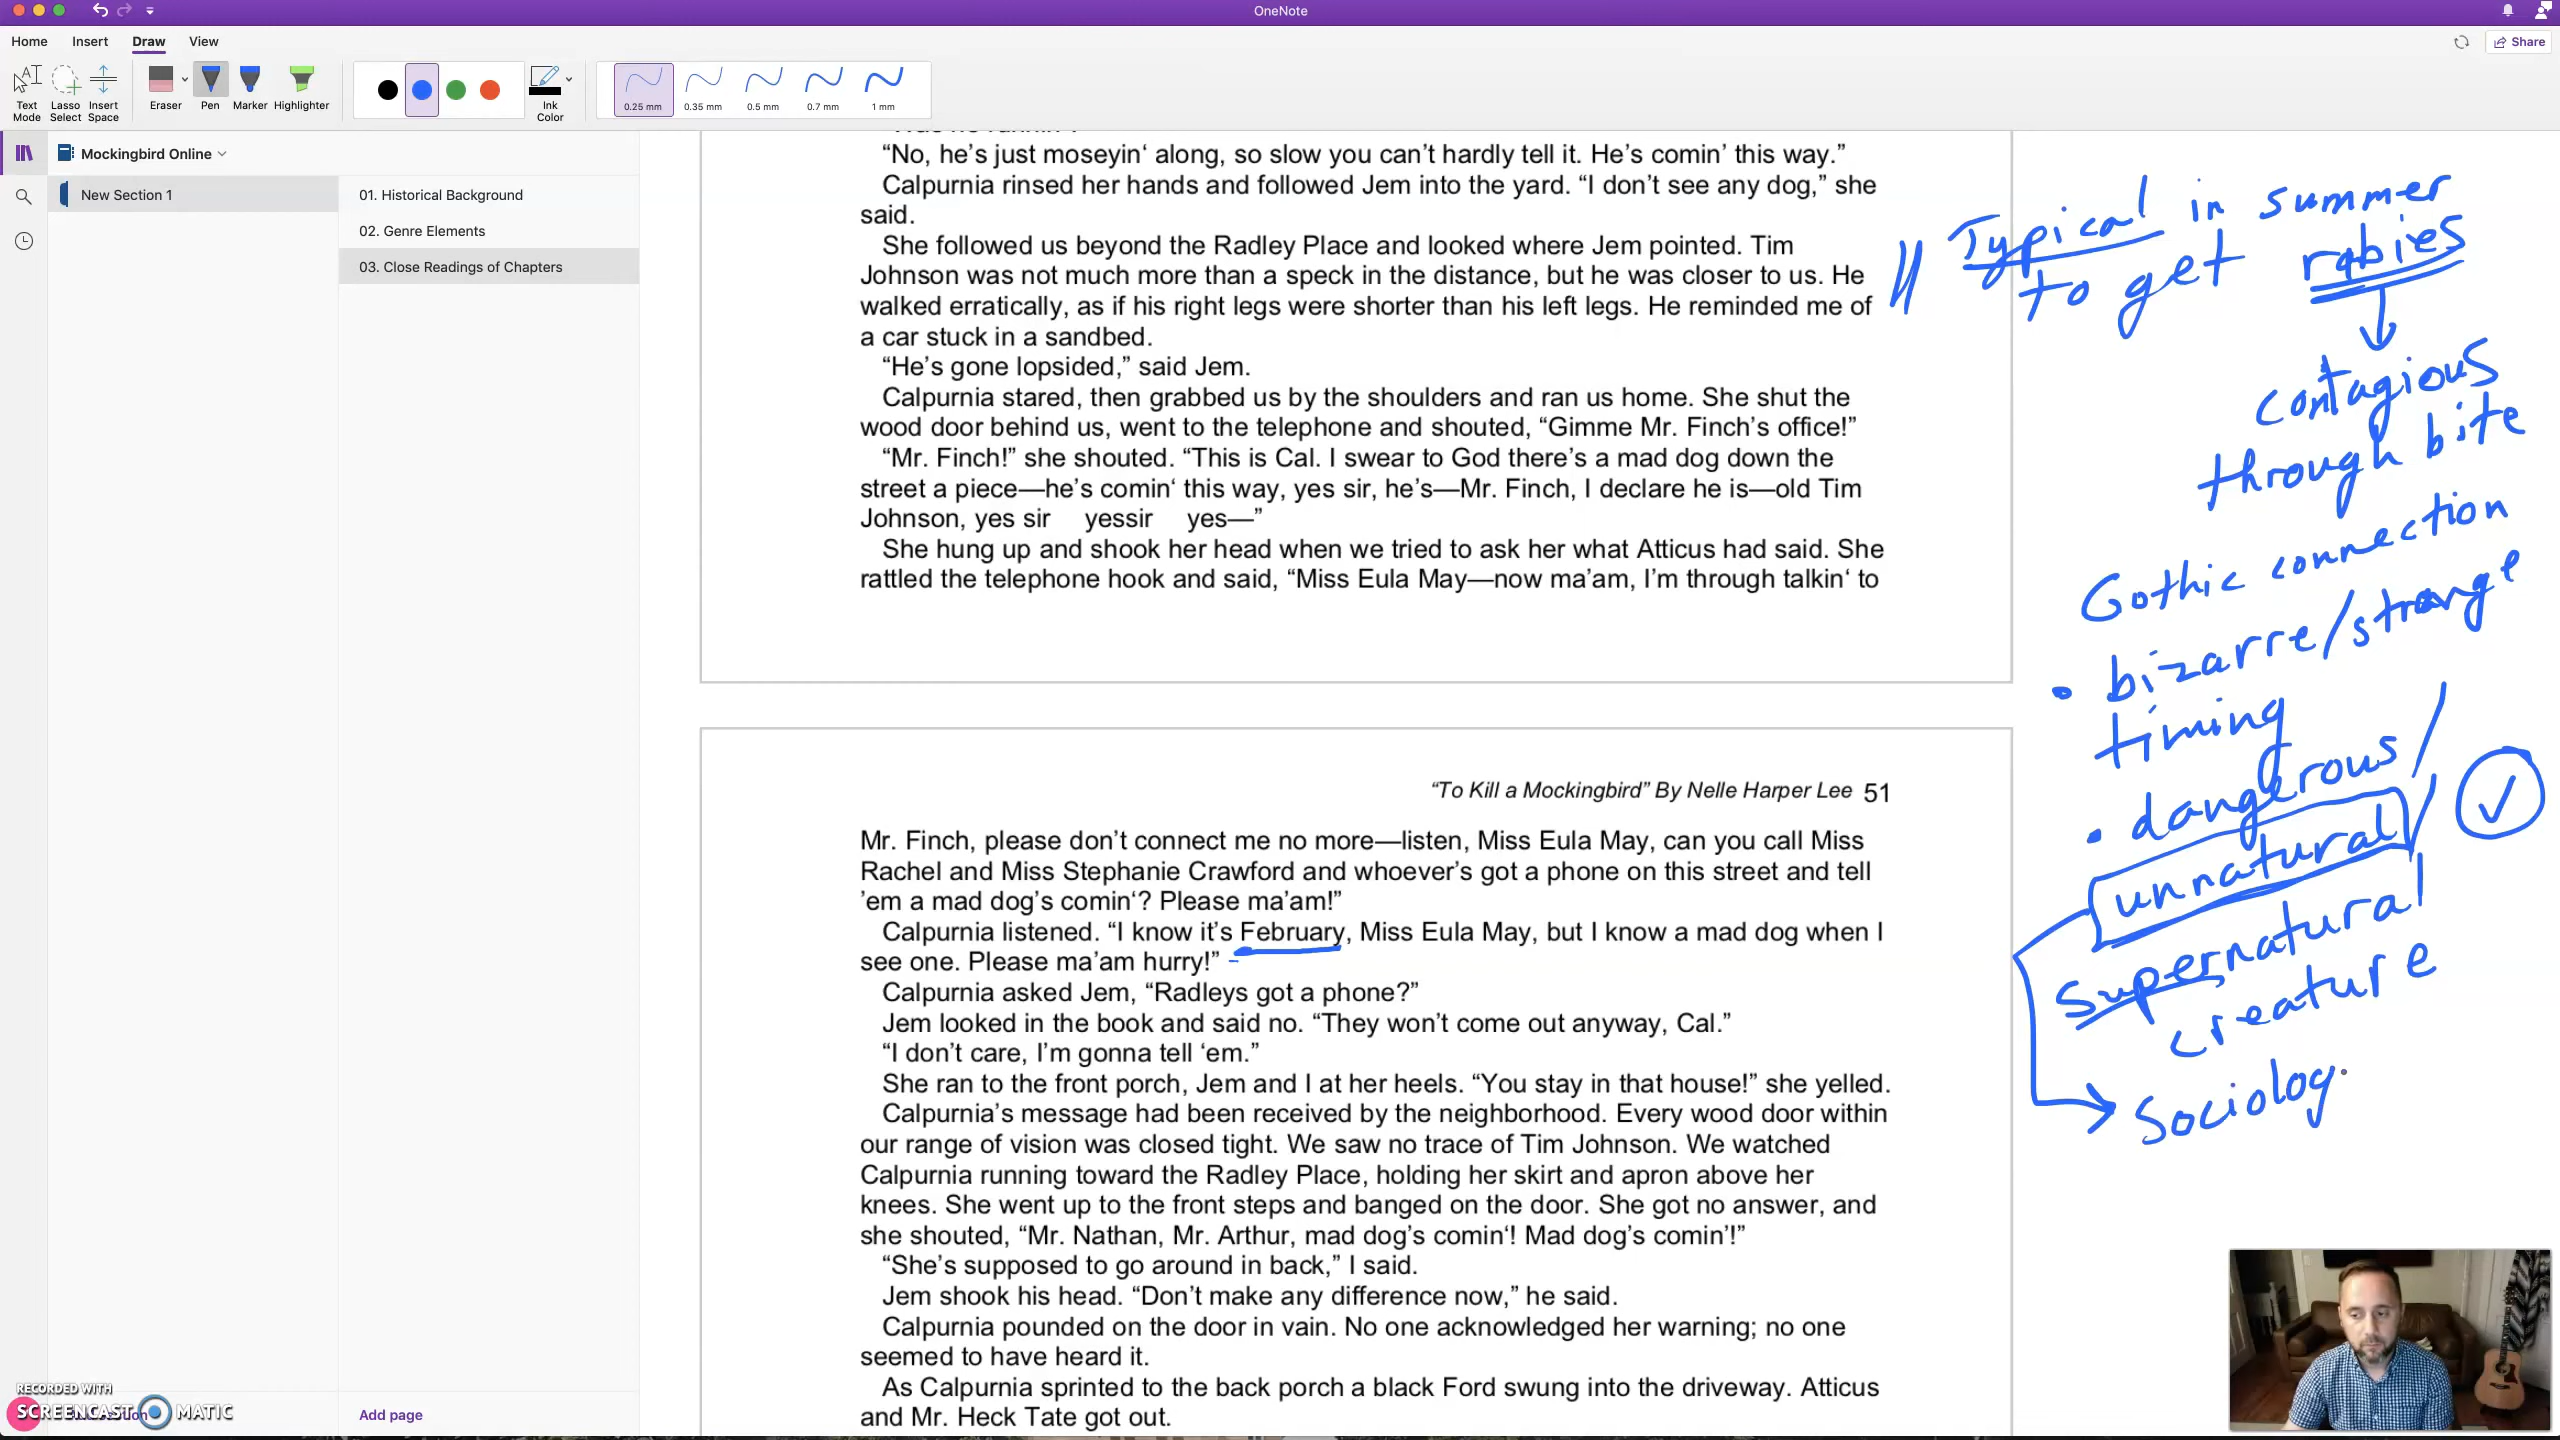 OneNote
Home Insert Draw View
Share
Text Mode
Lasso Select
Insert Space
Eraser
Pen
Marker
Highlighter
Ink Color
0.25 mm
0.35 mm
0.5 mm
0.7 mm
1 mm
Mockingbird Online
New Section 1
01. Historical Background
02. Genre Elements
03. Close Readings of Chapters
“No, he’s just moseyin‘ along, so slow you can’t hardly tell it. He’s comin’ this way.”
Calpurnia rinsed her hands and followed Jem into the yard. “I don’t see any dog,” she
said.
She followed us beyond the Radley Place and looked where Jem pointed. Tim
Johnson was not much more than a speck in the distance, but he was closer to us. He
walked erratically, as if his right legs were shorter than his left legs. He reminded me of
a car stuck in a sandbed.
“He’s gone lopsided,” said Jem.
Calpurnia stared, then grabbed us by the shoulders and ran us home. She shut the
wood door behind us, went to the telephone and shouted, “Gimme Mr. Finch’s office!”
“Mr. Finch!” she shouted. “This is Cal. I swear to God there’s a mad dog down the
street a piece—he’s comin‘ this way, yes sir, he’s—Mr. Finch, I declare he is—old Tim
Johnson, yes sir yessir yes—”
She hung up and shook her head when we tried to ask her what Atticus had said. She
rattled the telephone hook and said, “Miss Eula May—now ma’am, I’m through talkin‘ to
“To Kill a Mockingbird” By Nelle Harper Lee 51
Mr. Finch, please don’t connect me no more—listen, Miss Eula May, can you call Miss
Rachel and Miss Stephanie Crawford and whoever’s got a phone on this street and tell
’em a mad dog’s comin‘? Please ma’am!”
Calpurnia listened. “I know it’s February, Miss Eula May, but I know a mad dog when I
see one. Please ma’am hurry!”
Calpurnia asked Jem, “Radleys got a phone?”
Jem looked in the book and said no. “They won’t come out anyway, Cal.”
“I don’t care, I’m gonna tell ‘em.”
She ran to the front porch, Jem and I at her heels. “You stay in that house!” she yelled.
Calpurnia’s message had been received by the neighborhood. Every wood door within
our range of vision was closed tight. We saw no trace of Tim Johnson. We watched
Calpurnia running toward the Radley Place, holding her skirt and apron above her
knees. She went up to the front steps and banged on the door. She got no answer, and
she shouted, “Mr. Nathan, Mr. Arthur, mad dog’s comin‘! Mad dog’s comin’!”
“She’s supposed to go around in back,” I said.
Jem shook his head. “Don’t make any difference now,” he said.
Calpurnia pounded on the door in vain. No one acknowledged her warning; no one
seemed to have heard it.
As Calpurnia sprinted to the back porch a black Ford swung into the driveway. Atticus
and Mr. Heck Tate got out.
Typical in summer
to get rabies
contagious
through bite
Gothic connection
• bizarre/strange
timing
• dangerous/
unnatural/
supernatural
creature
Sociolog
RECORDED WITH
SCREENCAST MATIC
Add page